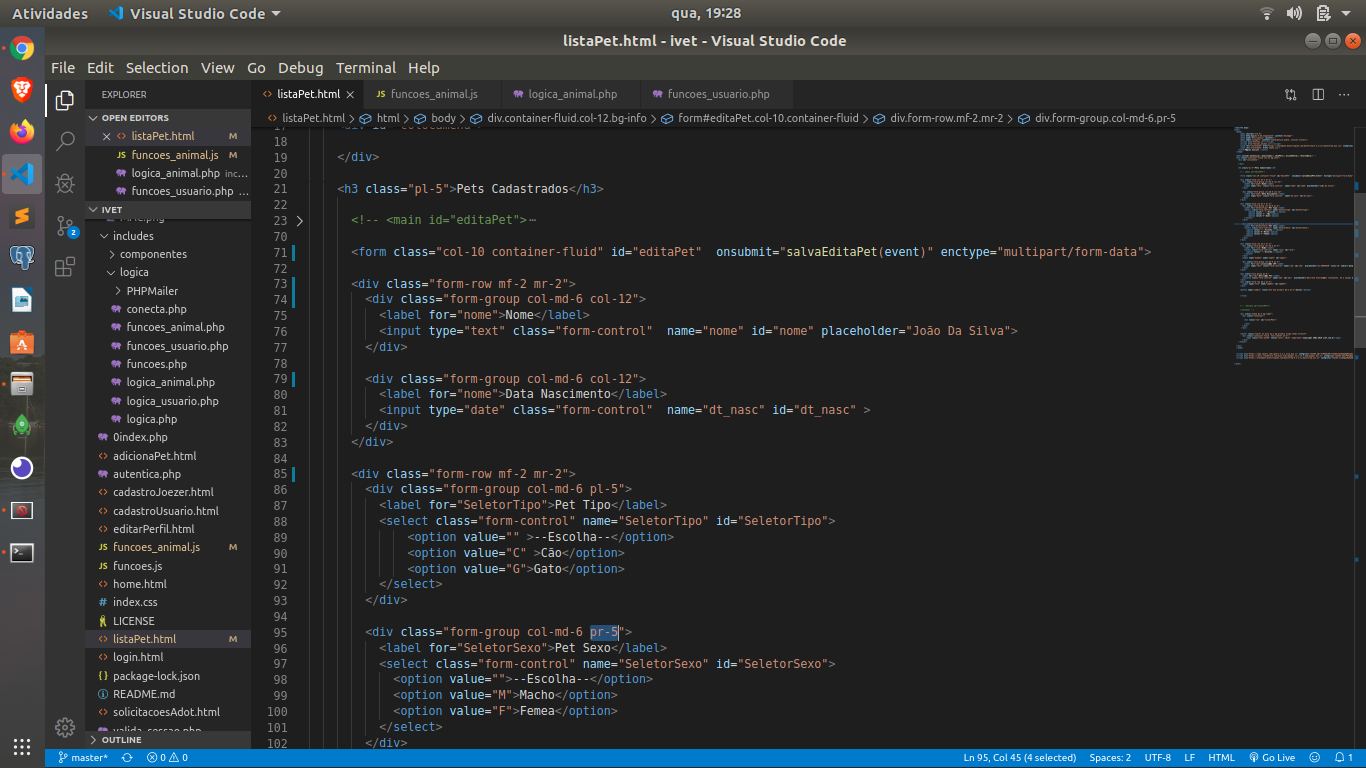 Atividades Visual Studio Code qua, 19:28
listaPet.html - ivet - Visual Studio Code
File Edit Selection View Go Debug Terminal Help
EXPLORER
OPEN EDITORS
listaPet.html M
funcoes_animal.js M
logica_animal.php inc...
funcoes_usuario.php ...
IVET
includes
componentes
logica
PHPMailer
conecta.php
funcoes_animal.php
funcoes_usuario.php
funcoes.php
logica_animal.php
logica_usuario.php
logica.php
0index.php
adicionaPet.html
autentica.php
cadastroJoezer.html
cadastroUsuario.html
editarPerfil.html
funcoes_animal.js M
funcoes.js
home.html
index.css
LICENSE
listaPet.html M
login.html
package-lock.json
README.md
solicitacoesAdot.html
valida_sessao.php
OUTLINE
listaPet.html funcoes_animal.js logica_animal.php funcoes_usuario.php
listaPet.html > html > body > div.container-fluid.col-12.bg-info > form#editaPet.col-10.container-fluid > div.form-row.mf-2.mr-2 > div.form-group.col-md-6.pr-5
18
19 </div>
20
21 <h3 class="pl-5">Pets Cadastrados</h3>
22
23 <!-- <main id="editaPet">⋯
70
71 <form class="col-10 container-fluid" id="editaPet"  onsubmit="salvaEditaPet(event)" enctype="multipart/form-data">
72
73 <div class="form-row mf-2 mr-2">
74 <div class="form-group col-md-6 col-12">
75 <label for="nome">Nome</label>
76 <input type="text" class="form-control"  name="nome" id="nome" placeholder="João Da Silva">
77 </div>
78
79 <div class="form-group col-md-6 col-12">
80 <label for="nome">Data Nascimento</label>
81 <input type="date" class="form-control"  name="dt_nasc" id="dt_nasc" >
82 </div>
83 </div>
84
85 <div class="form-row mf-2 mr-2">
86 <div class="form-group col-md-6 pl-5">
87 <label for="SeletorTipo">Pet Tipo</label>
88 <select class="form-control" name="SeletorTipo" id="SeletorTipo">
89 <option value="" >--Escolha--</option>
90 <option value="C" >Cão</option>
91 <option value="G">Gato</option>
92 </select>
93 </div>
94
95 <div class="form-group col-md-6 pr-5">
96 <label for="SeletorSexo">Pet Sexo</label>
97 <select class="form-control" name="SeletorSexo" id="SeletorSexo">
98 <option value="">--Escolha--</option>
99 <option value="M">Macho</option>
100 <option value="F">Femea</option>
101 </select>
102 </div>
2
master* 0 0 Ln 95, Col 45 (4 selected) Spaces: 2 UTF-8 LF HTML Go Live 1